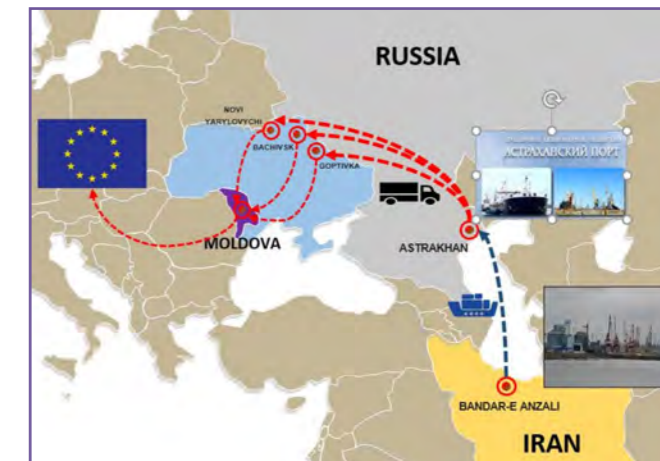 RUSSIA
NOVI
YARYLOVYCHI
BACHIVSK
GOPTIVKA
АСТРАХАНСКИЙ ПОРТ
MOLDOVA
ASTRAKHAN
BANDAR-E ANZALI
IRAN